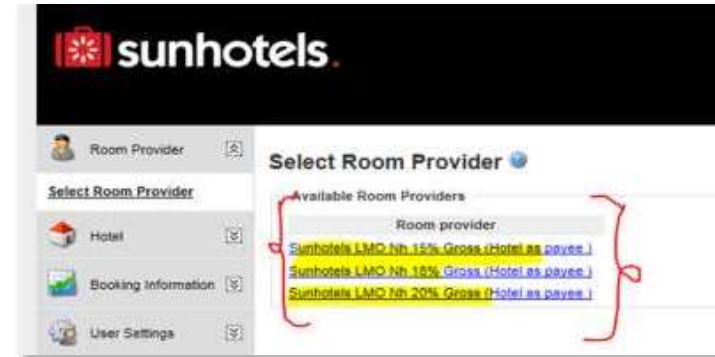 sunhotels.
Room Provider
Select Room Provider
Hotel
Booking Information
User Settings
Select Room Provider
Available Room Providers
Room provider
Sunhotels LMO Nh 15% Gross (Hotel as payee )
Sunhotels LMO Nh 18% Gross (Hotel as payee )
Sunhotels LMO Nh 20% Gross (Hotel as payee )